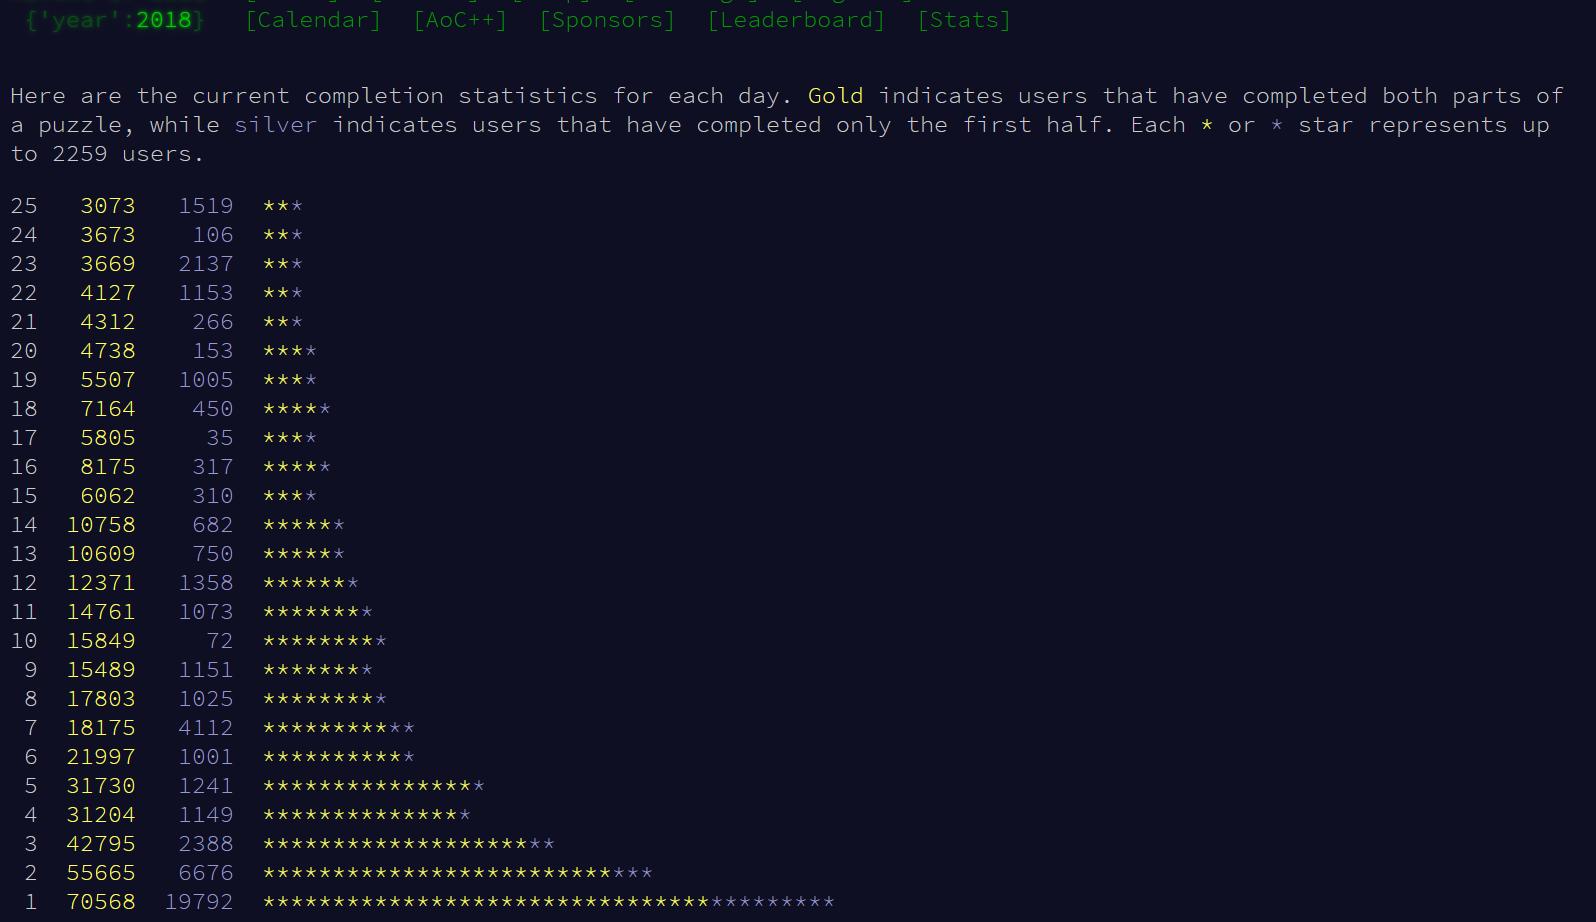 {'year':2018} [Calendar] [AoC++] [Sponsors] [Leaderboard] [Stats]
Here are the current completion statistics for each day. Gold indicates users that have completed both parts of
a puzzle, while silver indicates users that have completed only the first half. Each * or * star represents up
to 2259 users.
25 3073 1519 ***
24 3673 106 ***
23 3669 2137 ***
22 4127 1153 ***
21 4312 266 ***
20 4738 153 ****
19 5507 1005 ****
18 7164 450 *****
17 5805 35 ****
16 8175 317 *****
15 6062 310 ****
14 10758 682 ******
13 10609 750 ******
12 12371 1358 *******
11 14761 1073 ********
10 15849 72 *********
9 15489 1151 ********
8 17803 1025 *********
7 18175 4112 ***********
6 21997 1001 ***********
5 31730 1241 ****************
4 31204 1149 ***************
3 42795 2388 *********************
2 55665 6676 ****************************
1 70568 19792 *****************************************